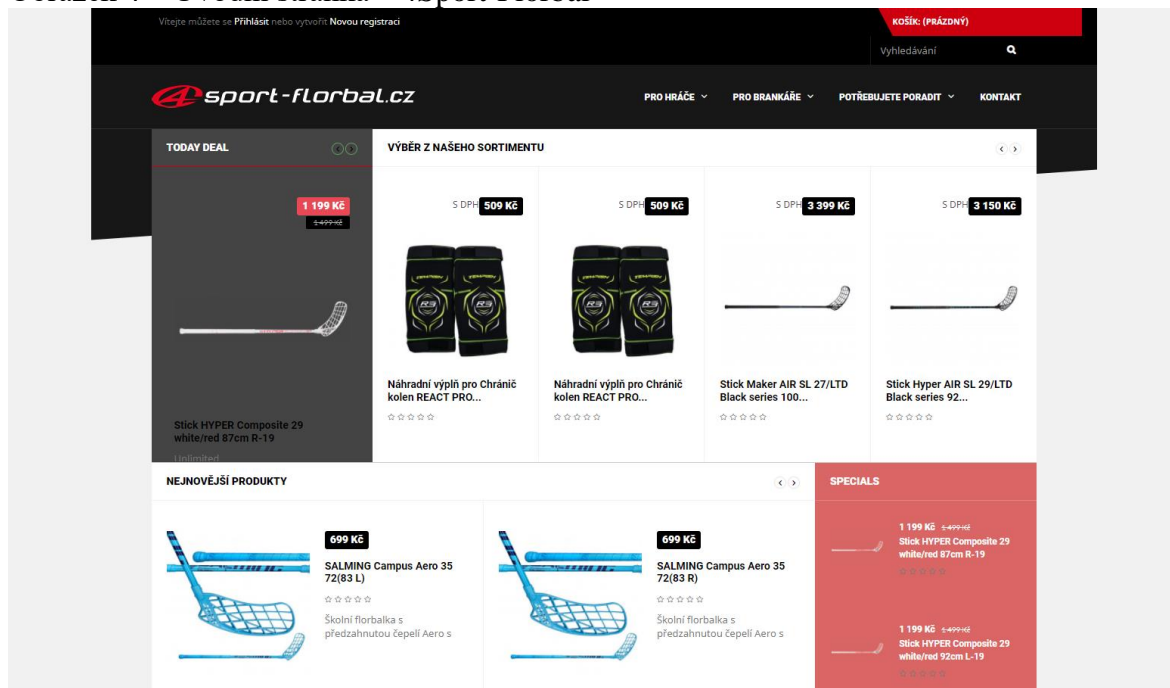 Vítejte můžete se Přihlásit nebo vytvořit Novou registraci
KOŠÍK: (PRÁZDNÝ)
Vyhledávání
4sport-florbal.cz
PRO HRÁČE
PRO BRANKÁŘE
POTŘEBUJETE PORADIT
KONTAKT
TODAY DEAL
1 199 Kč
1 499 Kč
Stick HYPER Composite 29
white/red 87cm R-19
Unlimited
VÝBĚR Z NAŠEHO SORTIMENTU
S DPH 509 Kč
Náhradní výplň pro Chránič
kolen REACT PRO...
S DPH 509 Kč
Náhradní výplň pro Chránič
kolen REACT PRO...
S DPH 3 399 Kč
Stick Maker AIR SL 27/LTD
Black series 100...
S DPH 3 150 Kč
Stick Hyper AIR SL 29/LTD
Black series 92...
NEJNOVĚJŠÍ PRODUKTY
699 Kč
SALMING Campus Aero 35
72(83 L)
Školní florbalka s
předzahnutou čepelí Aero s
699 Kč
SALMING Campus Aero 35
72(83 R)
Školní florbalka s
předzahnutou čepelí Aero s
SPECIALS
1 199 Kč 1 499 Kč
Stick HYPER Composite 29
white/red 87cm R-19
1 199 Kč 1 499 Kč
Stick HYPER Composite 29
white/red 92cm L-19